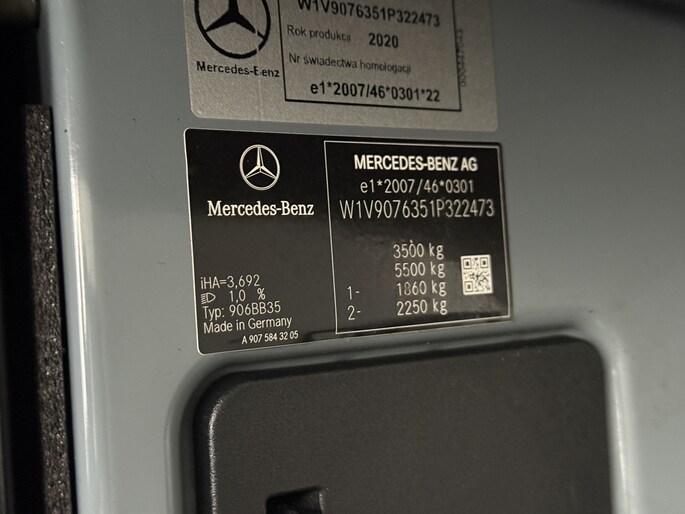 W1V9076351P322473
Rok produkcji 2020
Nr świadectwa homologacji
Mercedes-Benz
e1*2007/46*0301*22
MERCEDES-BENZ AG
e1*2007/46*0301
Mercedes-Benz
W1V9076351P322473
3500 kg
5500 kg
1- 1860 kg
2- 2250 kg
iHA=3,692
1,0 %
Typ: 906BB35
Made in Germany
A 907 584 32 05